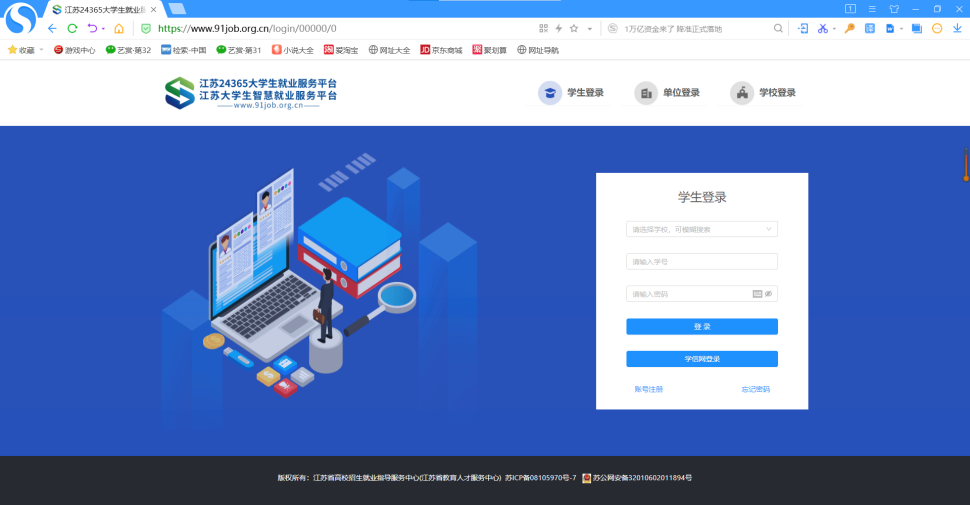 江苏24365大学生就业服
https://www.91job.org.cn/login/00000/0
1万亿资金来了 降准正式落地
收藏 游戏中心 艺赏·第32 检索-中国 艺赏·第31 小说大全 爱淘宝 网址大全 京东商城 聚划算 网址导航
江苏24365大学生就业服务平台
江苏大学生智慧就业服务平台
www.91job.org.cn
学生登录 单位登录 学校登录
学生登录
请选择学校，可模糊搜索
请输入学号
请输入密码
登 录
学信网登录
账号注册 忘记密码
版权所有：江苏省高校招生就业指导服务中心(江苏省教育人才服务中心) 苏ICP备08105970号-7 苏公网安备32010602011894号